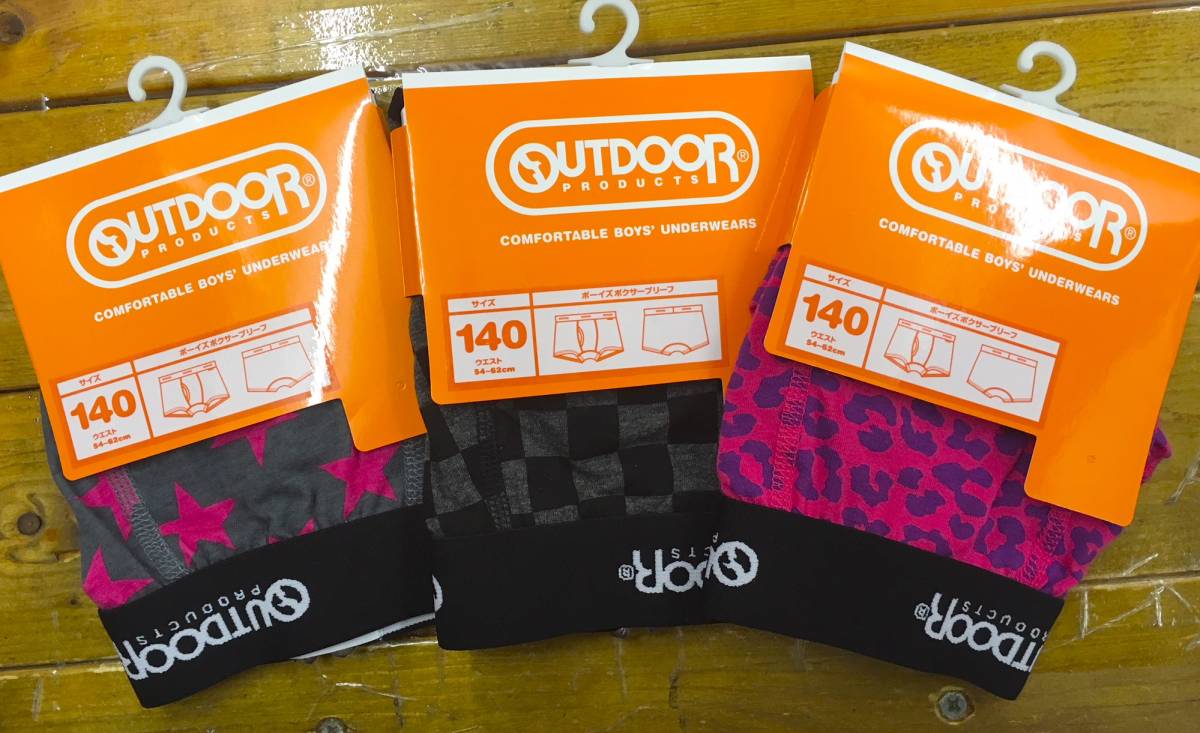 OUTDOOR®
PRODUCTS
COMFORTABLE BOYS' UNDERWEARS
サイズ
140
ウエスト
54~62cm
ボーイズボクサーブリーフ
OUTDOOR
PRODUCTS
OUTDOOR®
PRODUCTS
COMFORTABLE BOYS' UNDERWEARS
サイズ
140
ウエスト
54~62cm
ボーイズボクサーブリーフ
DOOR®
UCTS
OUTDOOR®
PRODUCTS
COMFORTABLE BOYS' UNDERWEARS
サイズ
140
ウエスト
54~62cm
ボーイズボクサーブリーフ
UTDOOR®
RODUCTS